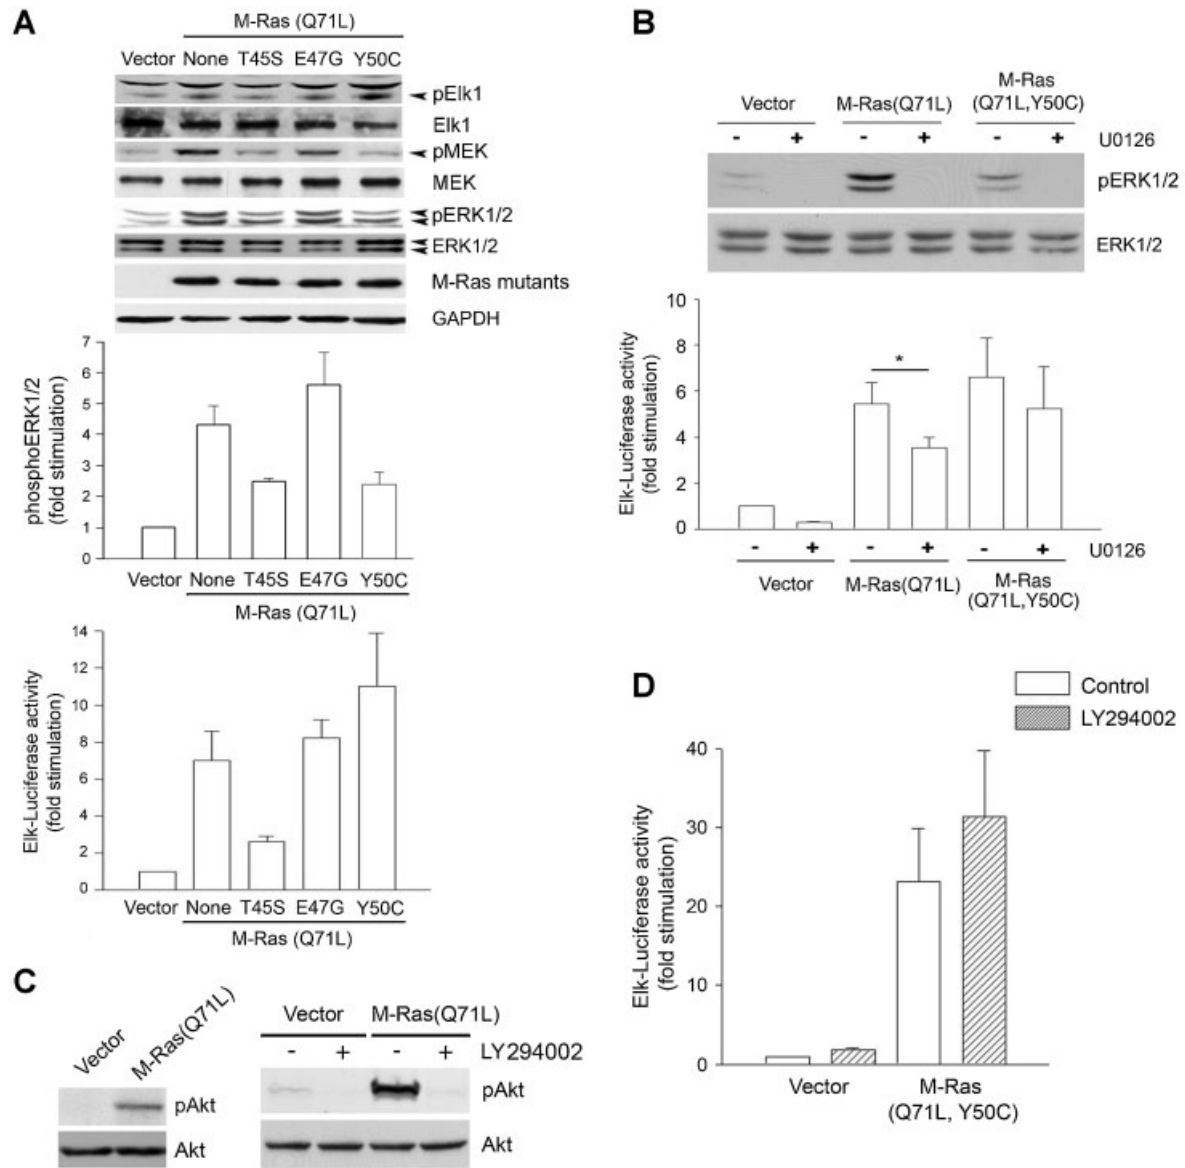 A
M-Ras (Q71L)
Vector None T45S E47G Y50C
pElk1
Elk1
pMEK
MEK
pERK1/2
ERK1/2
M-Ras mutants
GAPDH
phosphoERK1/2
(fold stimulation)
7
6
5
4
3
2
1
0
Vector None T45S E47G Y50C
M-Ras (Q71L)
Elk-Luciferase activity
(fold stimulation)
14
12
10
8
6
4
2
0
Vector None T45S E47G Y50C
M-Ras (Q71L)
B
Vector M-Ras(Q71L) M-Ras
(Q71L,Y50C)
- + - + - + U0126
pERK1/2
ERK1/2
Elk-Luciferase activity
(fold stimulation)
10
8
6
4
2
0
*
- + - + - + U0126
Vector M-Ras(Q71L) M-Ras
(Q71L,Y50C)
C
Vector M-Ras(Q71L)
pAkt
Akt
Vector M-Ras(Q71L)
- + - + LY294002
pAkt
Akt
D
Control
LY294002
Elk-Luciferase activity
(fold stimulation)
40
30
20
10
0
Vector M-Ras
(Q71L, Y50C)